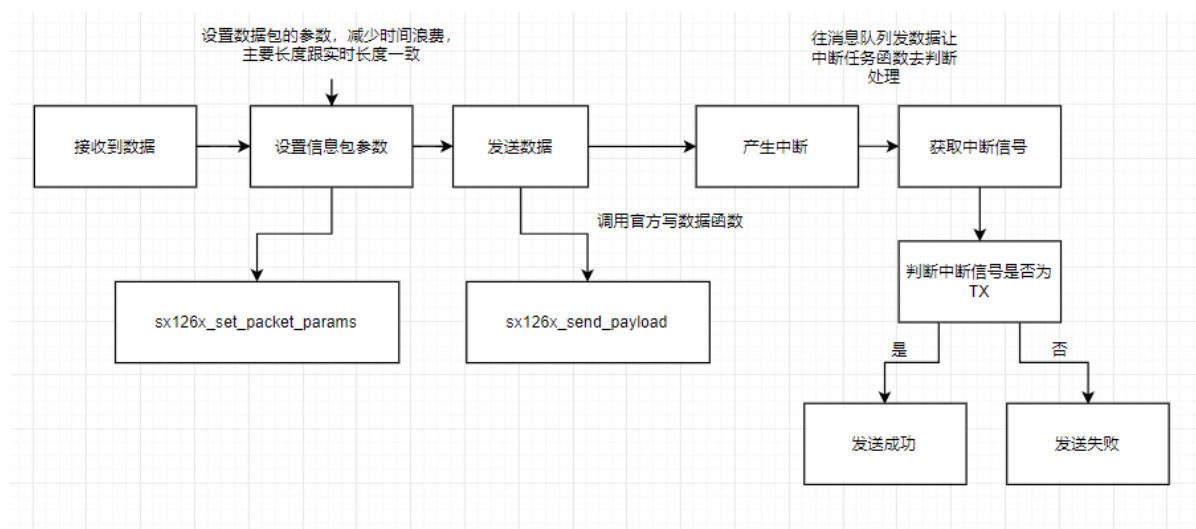 设置数据包的参数，减少时间浪费，
主要长度跟实时长度一致
往消息队列发数据让
中断任务函数去判断
处理
接收到数据
设置信息包参数
发送数据
产生中断
获取中断信号
调用官方写数据函数
判断中断信号是否为
TX
sx126x_set_packet_params
sx126x_send_payload
是
否
发送成功
发送失败